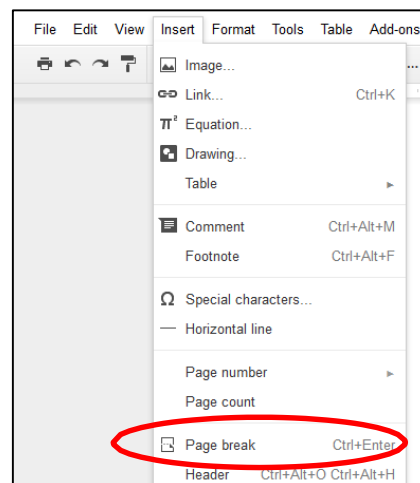 File Edit View Insert Format Tools Table Add-ons
Image...
...
Link... Ctrl+K
π² Equation...
Drawing...
Table ►
Comment Ctrl+Alt+M
Footnote Ctrl+Alt+F
Ω Special characters...
Horizontal line
Page number ►
Page count
Page break Ctrl+Enter
Header Ctrl+Alt+O Ctrl+Alt+H